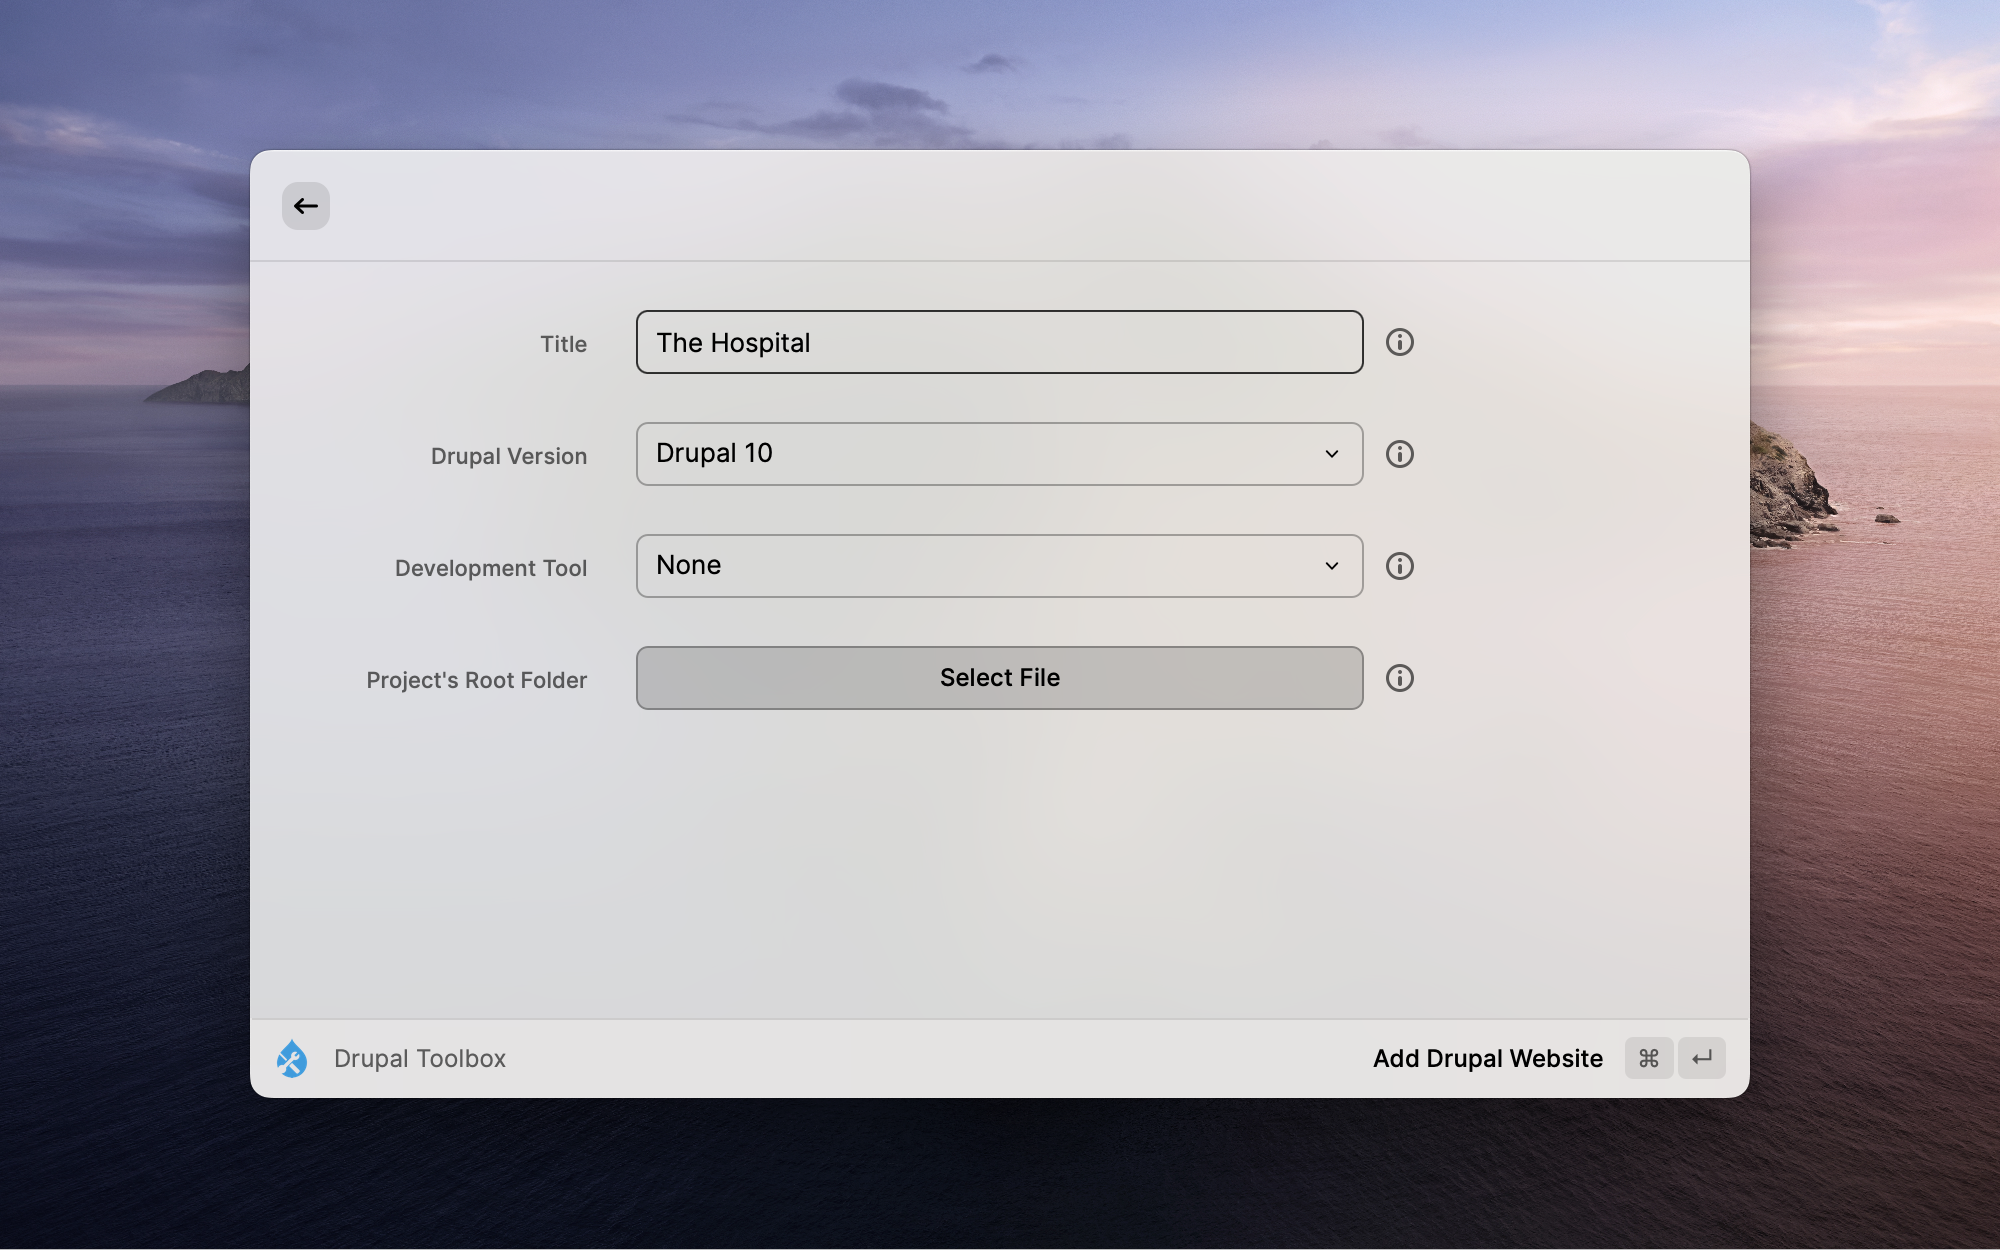 Title
The Hospital
Drupal Version
Drupal 10
Development Tool
None
Project's Root Folder
Select File
Drupal Toolbox
Add Drupal Website ⌘ ↵